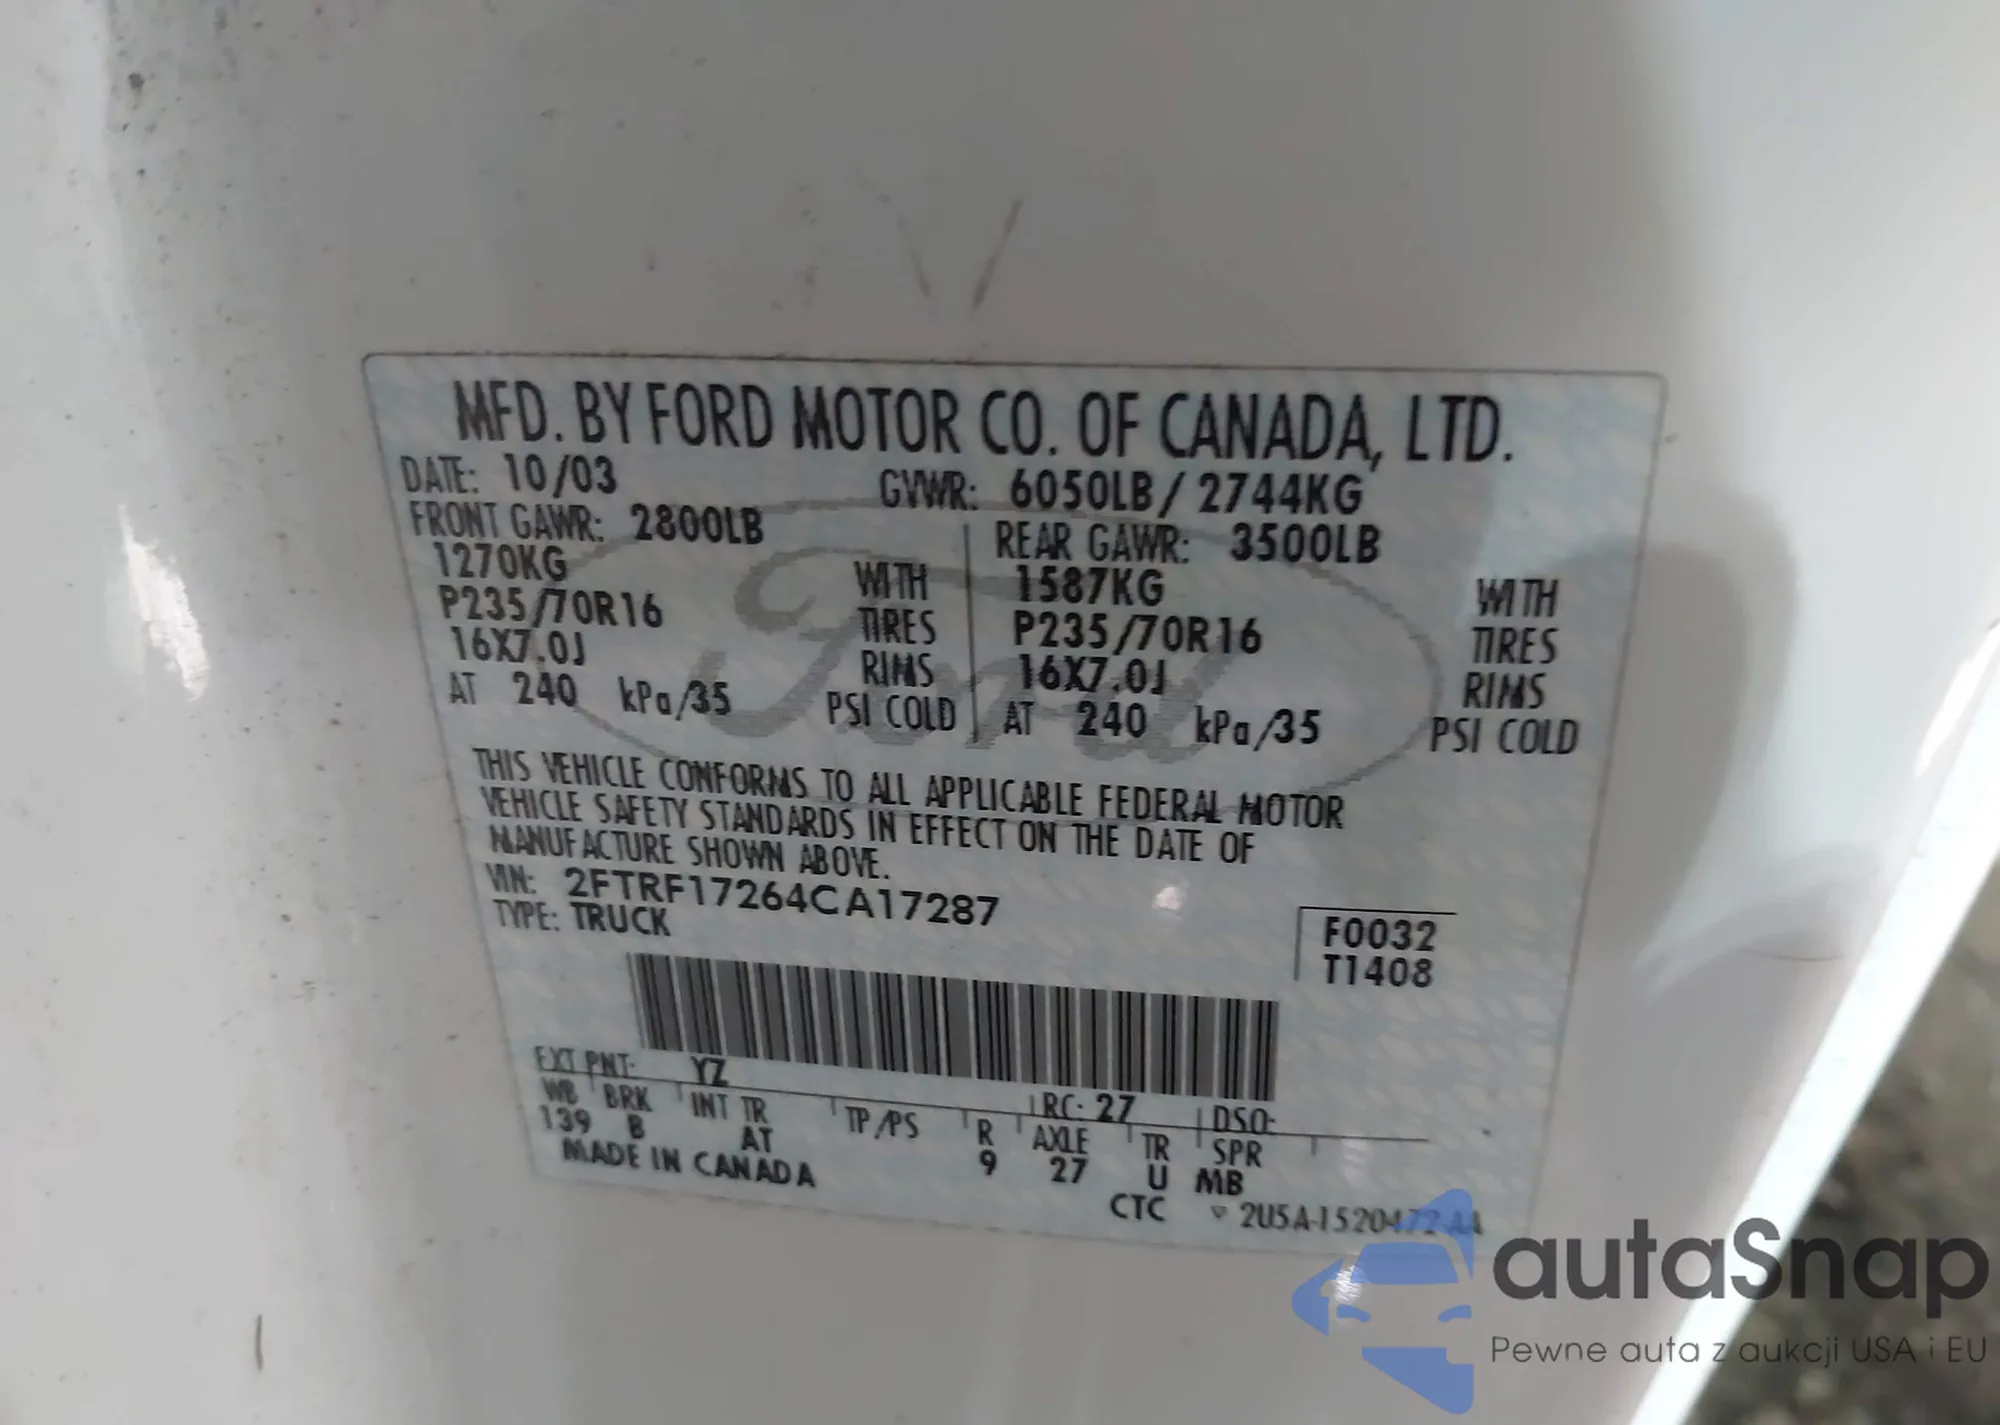 MFD. BY FORD MOTOR CO. OF CANADA, LTD.
DATE: 10/03 GVWR: 6050LB/2744KG
FRONT GAWR: 2800LB REAR GAWR: 3500LB
1270KG WITH 1587KG WITH
P235/70R16 TIRES P235/70R16 TIRES
16X7.0J RIMS 16X7.0J RIMS
AT 240 kPa/35 PSI COLD AT 240 kPa/35 PSI COLD
Ford
THIS VEHICLE CONFORMS TO ALL APPLICABLE FEDERAL MOTOR
VEHICLE SAFETY STANDARDS IN EFFECT ON THE DATE OF
MANUFACTURE SHOWN ABOVE.
VIN: 2FTRF17264CA17287
TYPE: TRUCK
F0032
T1408
EXT PNT: YZ RC: 27 DSO:
WB BRK INT TR TP/PS R AXLE TR SPR
139 B AT 9 27 U MB
MADE IN CANADA
CTC 2U5A-1520472-AA
autaSnap
Pewne auta z aukcji USA i EU